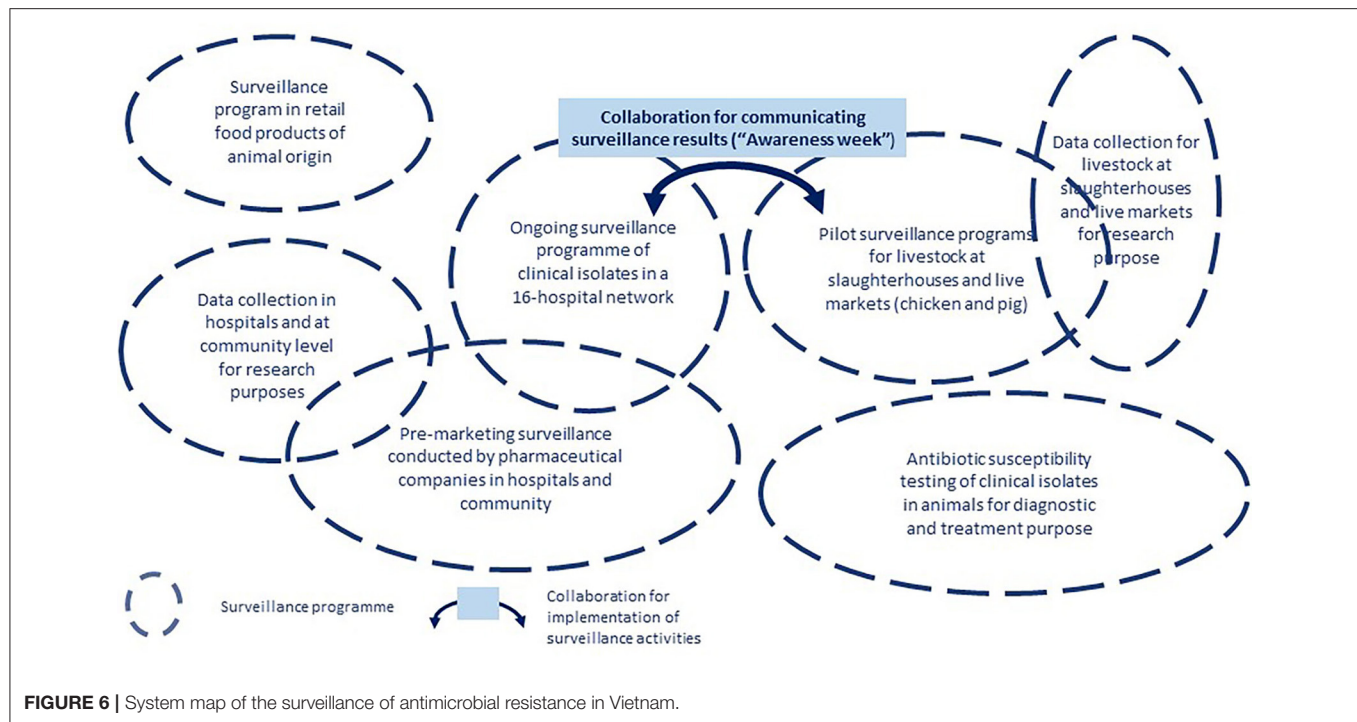 Surveillance
program in retail
food products of
animal origin
Collaboration for communicating
surveillance results (“Awareness week”)
Data collection for
livestock at
slaughterhouses
and live markets
for research
purpose
Ongoing surveillance
programme of
clinical isolates in a
16-hospital network
Pilot surveillance programs
for livestock at
slaughterhouses and live
markets (chicken and pig)
Data collection in
hospitals and at
community level
for research
purposes
Pre-marketing surveillance
conducted by pharmaceutical
companies in hospitals and
community
Antibiotic susceptibility
testing of clinical isolates
in animals for diagnostic
and treatment purpose
Surveillance programme
Collaboration for
implementation of
surveillance activities
FIGURE 6 | System map of the surveillance of antimicrobial resistance in Vietnam.